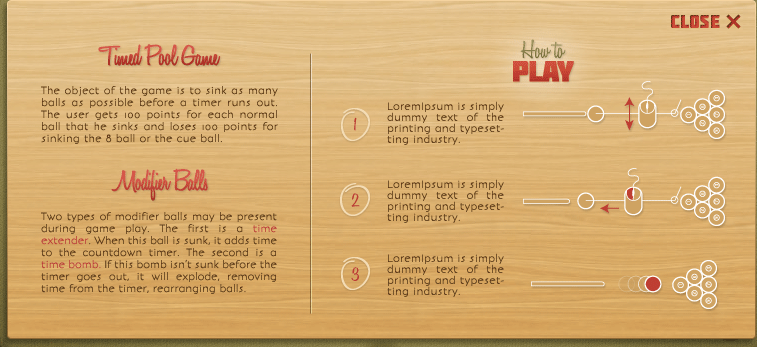 CLOSE X
Timed Pool Game
The object of the game is to sink as many
balls as possible before a timer runs out.
The user gets 100 points for each normal
ball that he sinks and loses 100 points for
sinking the 8 ball or the cue ball.
Modifier Balls
Two types of modifier balls may be present
during game play. The first is a time
extender. When this ball is sunk, it adds time
to the countdown timer. The second is a
time bomb. If this bomb isn't sunk before the
timer goes out, it will explode, removing
time from the timer, rearranging balls.
How to
PLAY
1
LoremIpsum is simply
dummy text of the
printing and typeset-
ting industry.
2
LoremIpsum is simply
dummy text of the
printing and typeset-
ting industry.
3
LoremIpsum is simply
dummy text of the
printing and typeset-
ting industry.